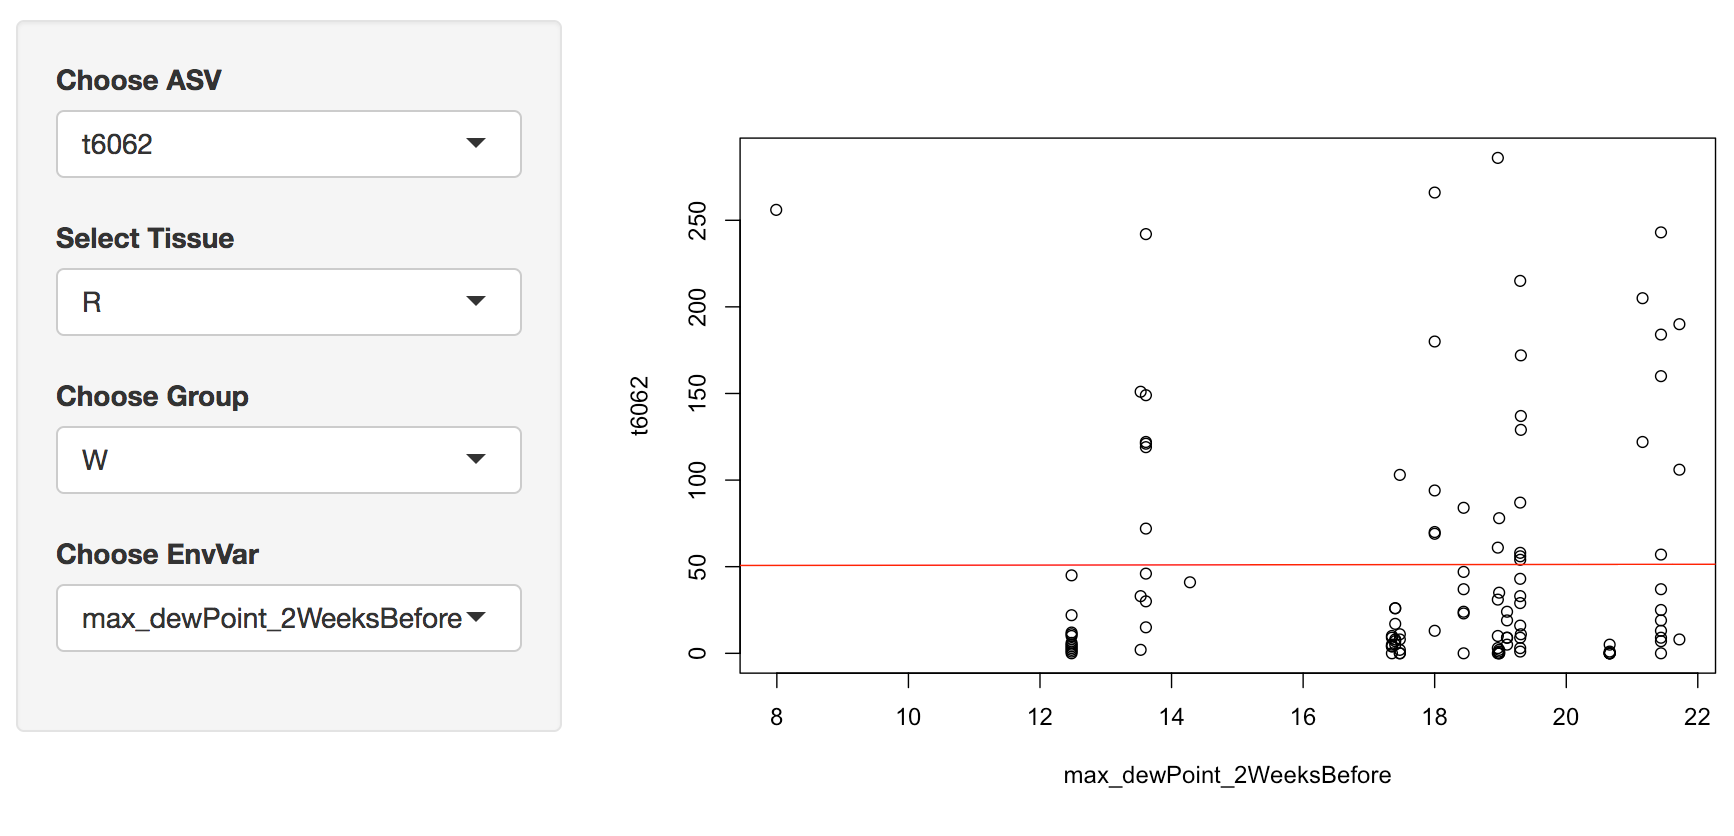 Choose ASV
t6062
Select Tissue
R
Choose Group
W
Choose EnvVar
max_dewPoint_2WeeksBefore
t6062
250
200
150
100
50
0
8 10 12 14 16 18 20 22
max_dewPoint_2WeeksBefore